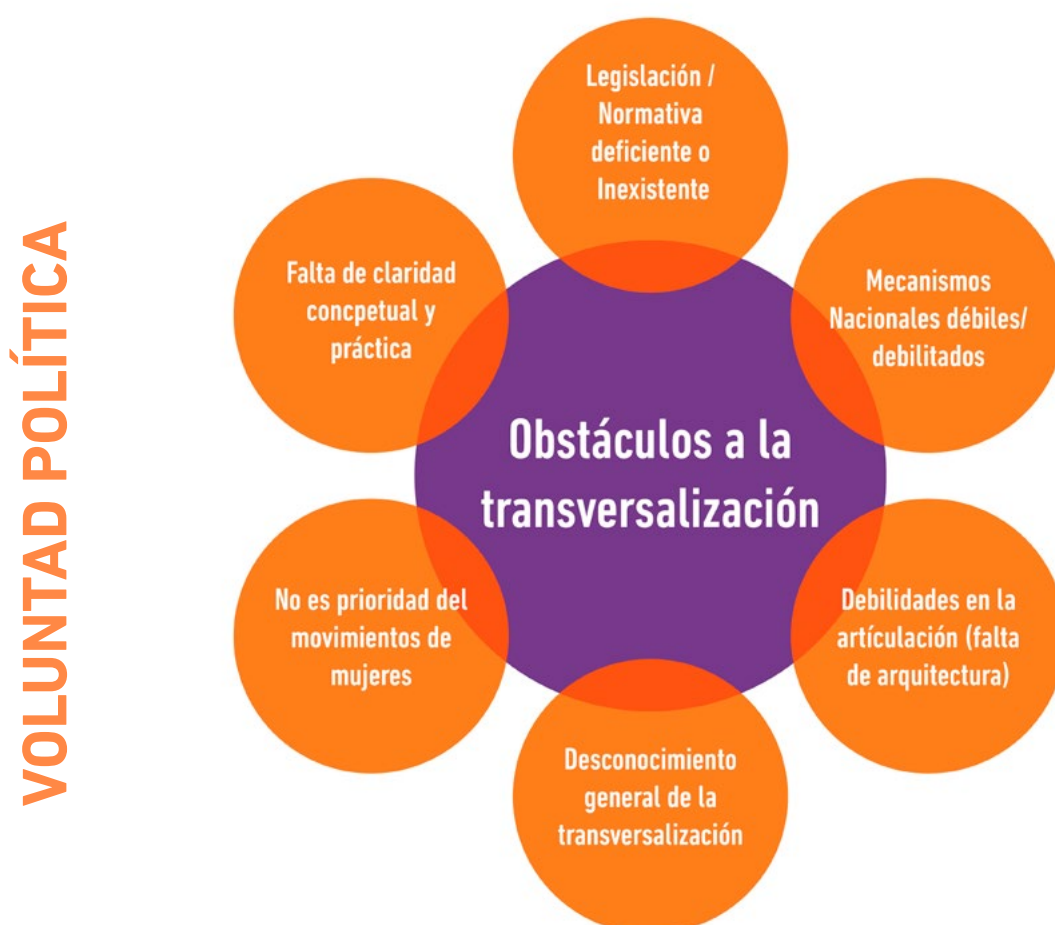 VOLUNTAD POLÍTICA
Legislación /
Normativa
deficiente o
Inexistente
Mecanismos
Nacionales débiles/
debilitados
Debilidades en la
artículación (falta
de arquitectura)
Desconocimiento
general de la
transversalización
No es prioridad del
movimientos de
mujeres
Falta de claridad
concpetual y
práctica
Obstáculos a la
transversalización